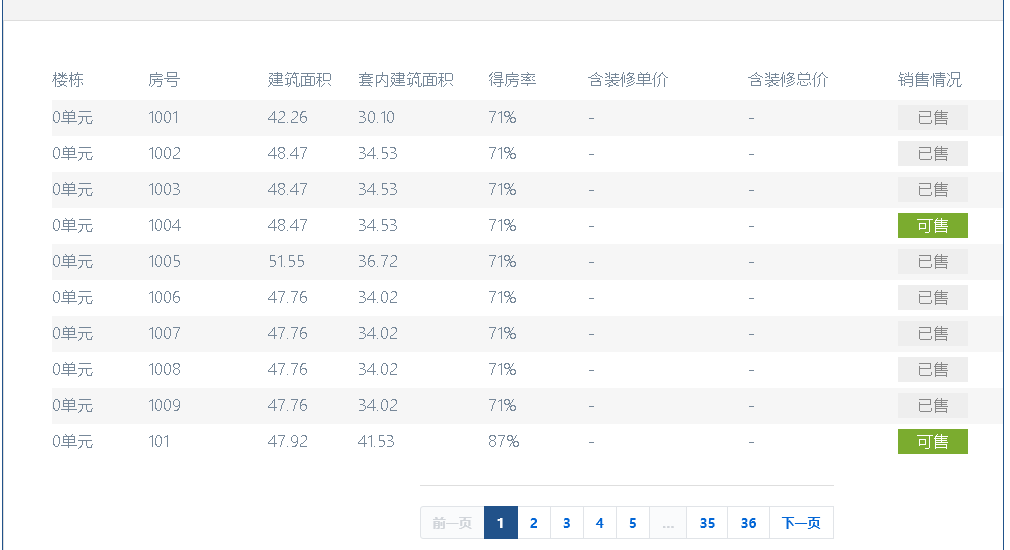 楼栋 房号 建筑面积 套内建筑面积 得房率 含装修单价 含装修总价 销售情况
0单元 1001 42.26 30.10 71% - - 已售
0单元 1002 48.47 34.53 71% - - 已售
0单元 1003 48.47 34.53 71% - - 已售
0单元 1004 48.47 34.53 71% - - 可售
0单元 1005 51.55 36.72 71% - - 已售
0单元 1006 47.76 34.02 71% - - 已售
0单元 1007 47.76 34.02 71% - - 已售
0单元 1008 47.76 34.02 71% - - 已售
0单元 1009 47.76 34.02 71% - - 已售
0单元 101 47.92 41.53 87% - - 可售
前一页 1 2 3 4 5 ... 35 36 下一页